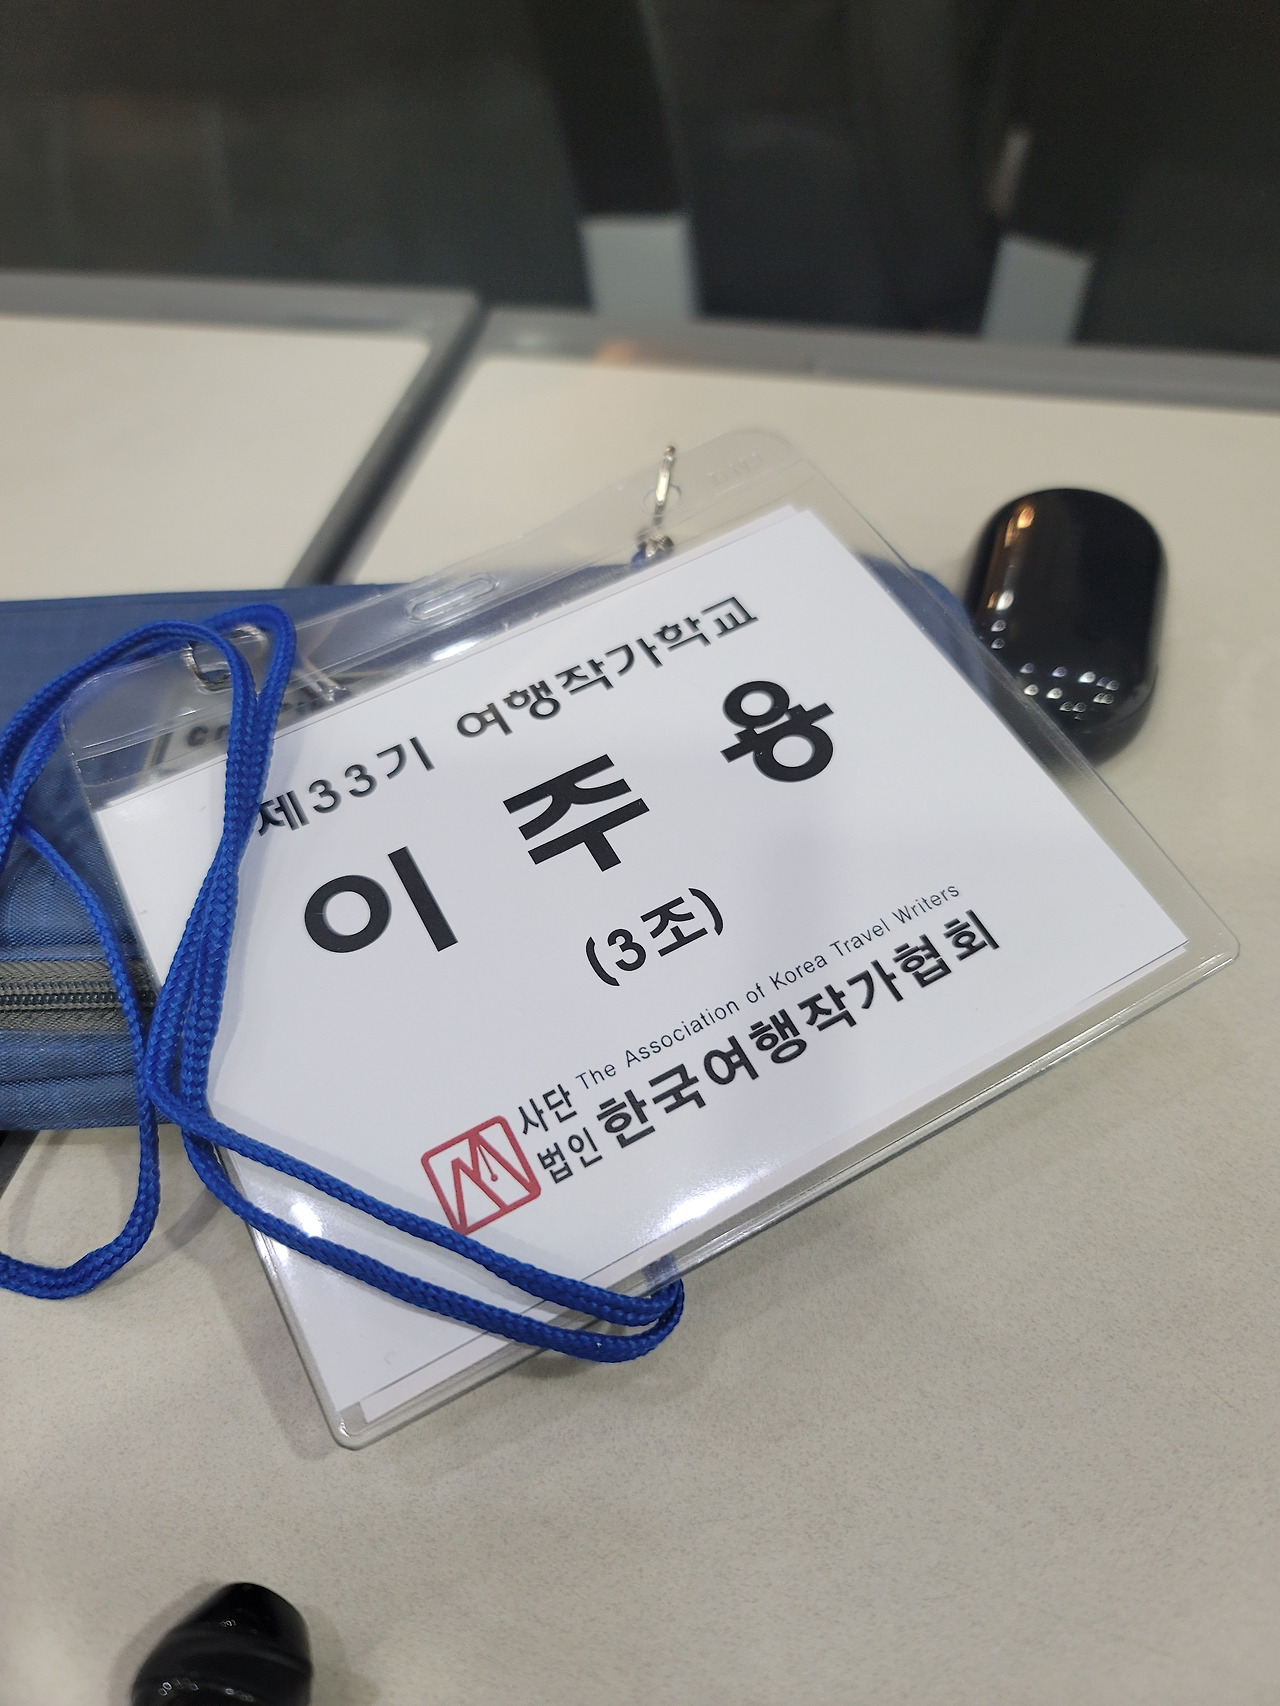 제33기 여행작가학교
이 주 용
(3조)
사단법인 The Association of Korea Travel Writers
한국여행작가협회